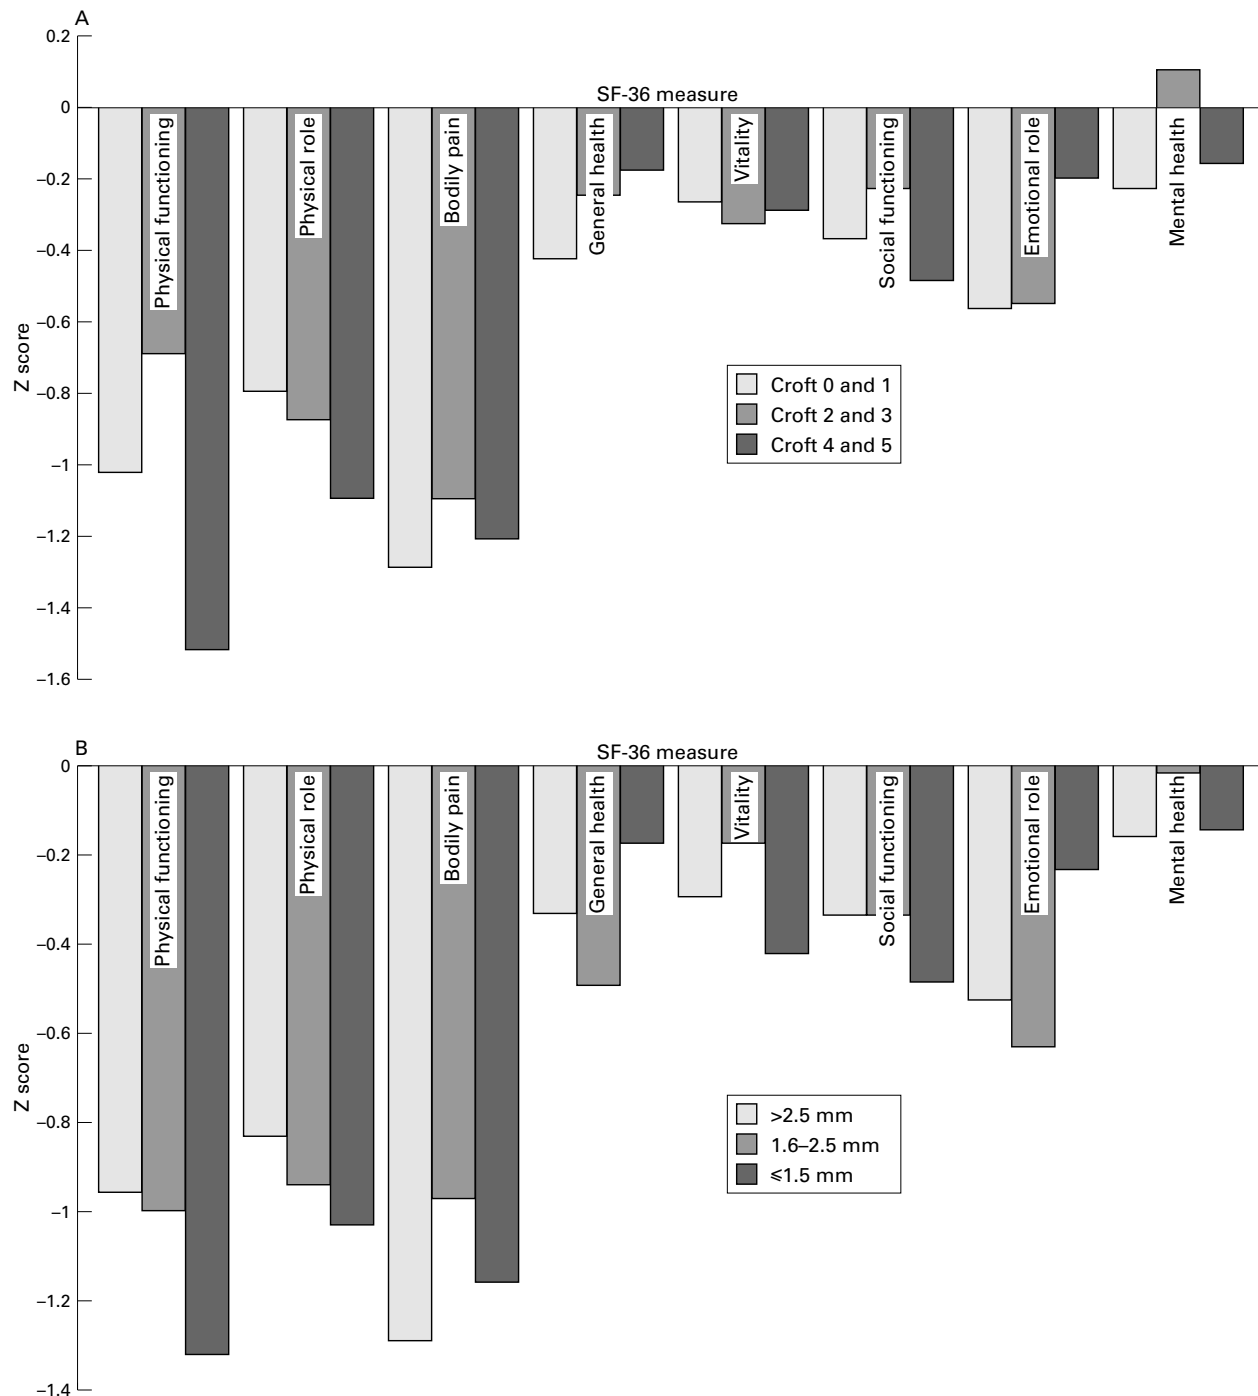 A
0.2
0
–0.2
–0.4
–0.6
–0.8
–1
–1.2
–1.4
–1.6
Z score
SF-36 measure
Physical functioning
Physical role
Bodily pain
General health
Vitality
Social functioning
Emotional role
Mental health
Croft 0 and 1
Croft 2 and 3
Croft 4 and 5
B
0
–0.2
–0.4
–0.6
–0.8
–1
–1.2
–1.4
Z score
SF-36 measure
Physical functioning
Physical role
Bodily pain
General health
Vitality
Social functioning
Emotional role
Mental health
>2.5 mm
1.6–2.5 mm
⩽1.5 mm